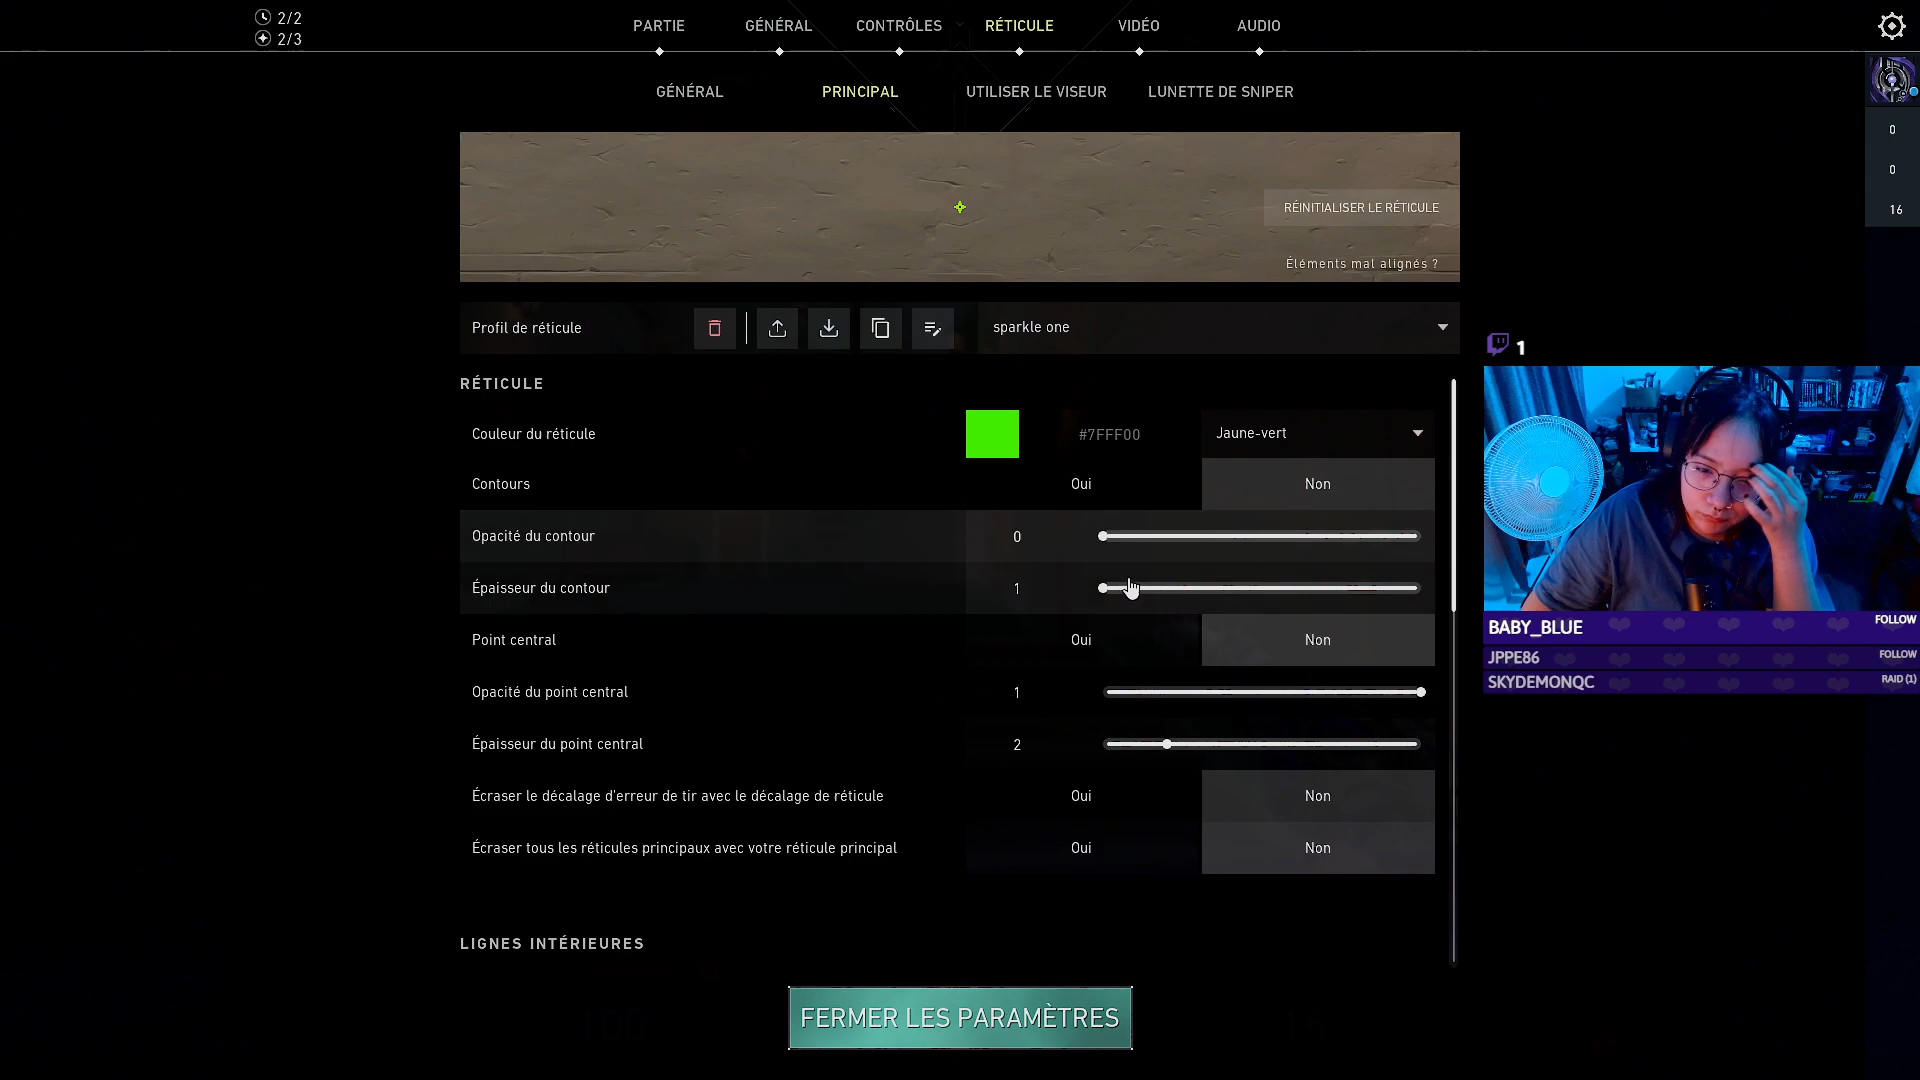 2/2
2/3
PARTIE GÉNÉRAL CONTRÔLES RÉTICULE VIDÉO AUDIO
GÉNÉRAL PRINCIPAL UTILISER LE VISEUR LUNETTE DE SNIPER
0
0
16
RÉINITIALISER LE RÉTICULE
Éléments mal alignés ?
Profil de réticule sparkle one
1
RÉTICULE
Couleur du réticule #7FFF00 Jaune-vert
Contours Oui Non
Opacité du contour 0
Épaisseur du contour 1
Point central Oui Non
Opacité du point central 1
Épaisseur du point central 2
Écraser le décalage d'erreur de tir avec le décalage de réticule Oui Non
Écraser tous les réticules principaux avec votre réticule principal Oui Non
LIGNES INTÉRIEURES
FERMER LES PARAMÈTRES
BABY_BLUE FOLLOW
JPPE86 FOLLOW
SKYDEMONQC RAID (1)